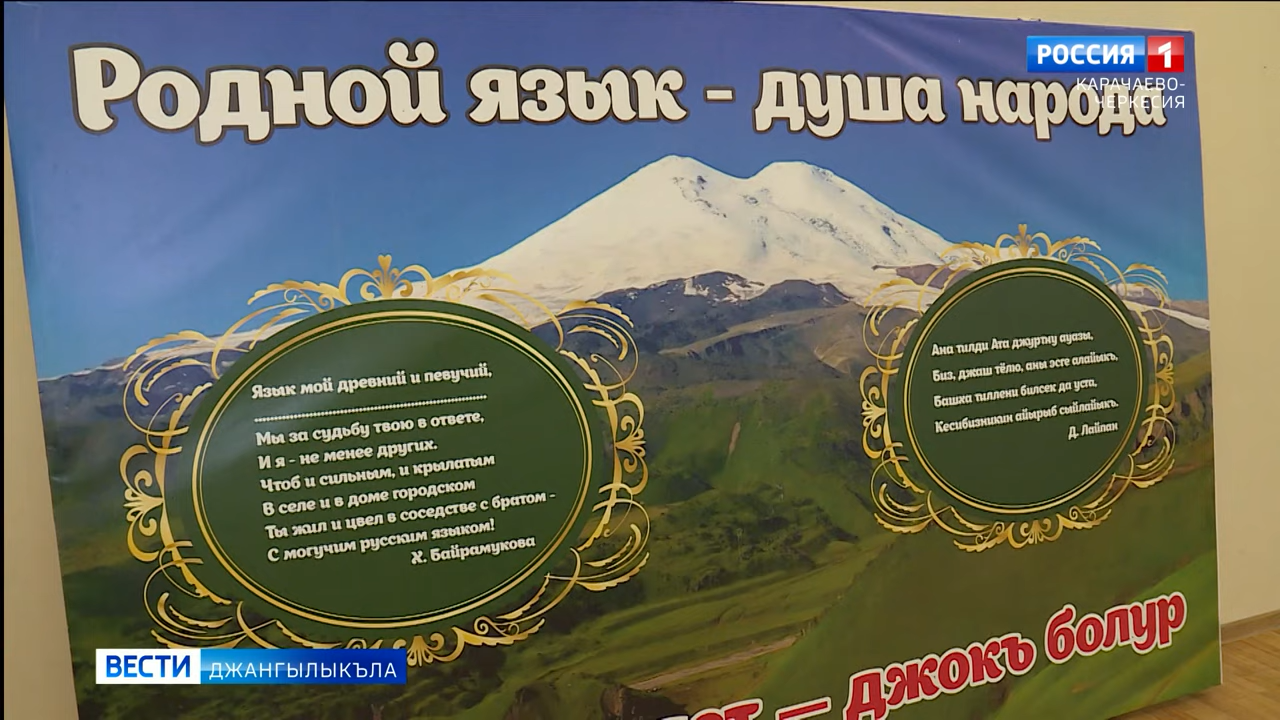 Родной язык - душа народа
РОССИЯ 1
КАРАЧАЕВО-
ЧЕРКЕСИЯ
Язык мой древний и певучий,
Мы за судьбу твою в ответе,
И я - не менее других.
Чтоб и сильным, и крылатым
В селе и в доме городском
Ты жил и цвел в соседстве с братом -
С могучим русским языком!
Х. Байрамукова
Ана тилди Ата джуртну ауазы,
Биз, джаш тёлю, аны эсге алайыкъ,
Башха тиллени билсек да уста,
Кесибизникин айырыб сыйлайыкъ.
Д. Лайпан
— джокъ болур
ВЕСТИ ДЖАНГЫЛЫКЪЛА